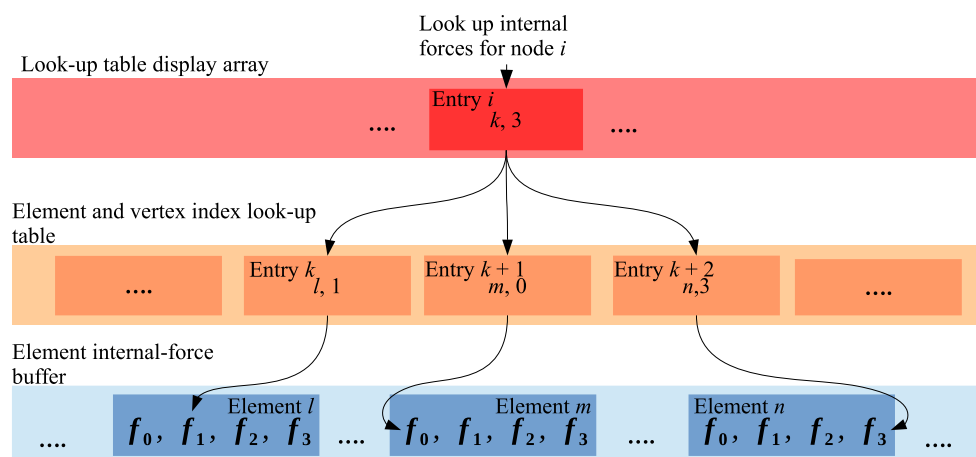 Look up internal
forces for node i
Look-up table display array
Entry i
.... k, 3 ....
Element and vertex index look-up
table
Entry k Entry k + 1 Entry k + 2
.... l, 1 m, 0 n,3 ....
Element internal-force
buffer
Element l Element m Element n
.... f0, f1, f2, f3 .... f0, f1, f2, f3 .... f0, f1, f2, f3 ....